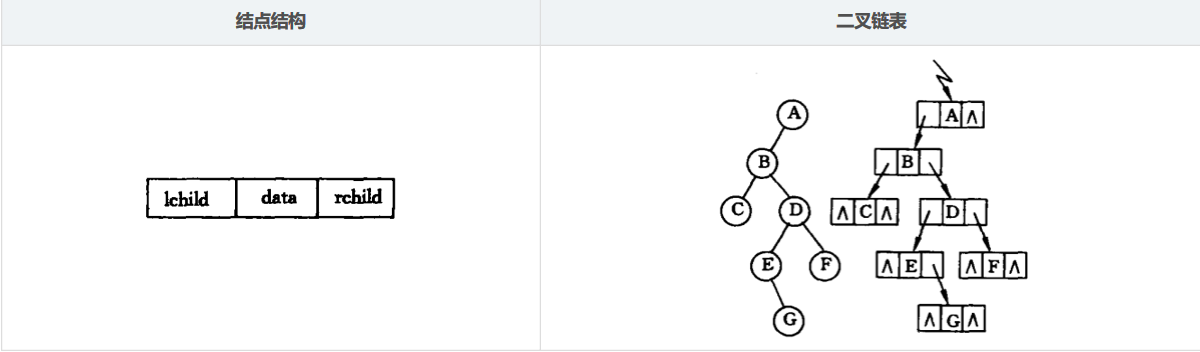 结点结构
二叉链表
lchild data rchild
A
B
C D
E F
G
A ∧
B
∧ C ∧ D
∧ E ∧ F ∧
∧ G ∧